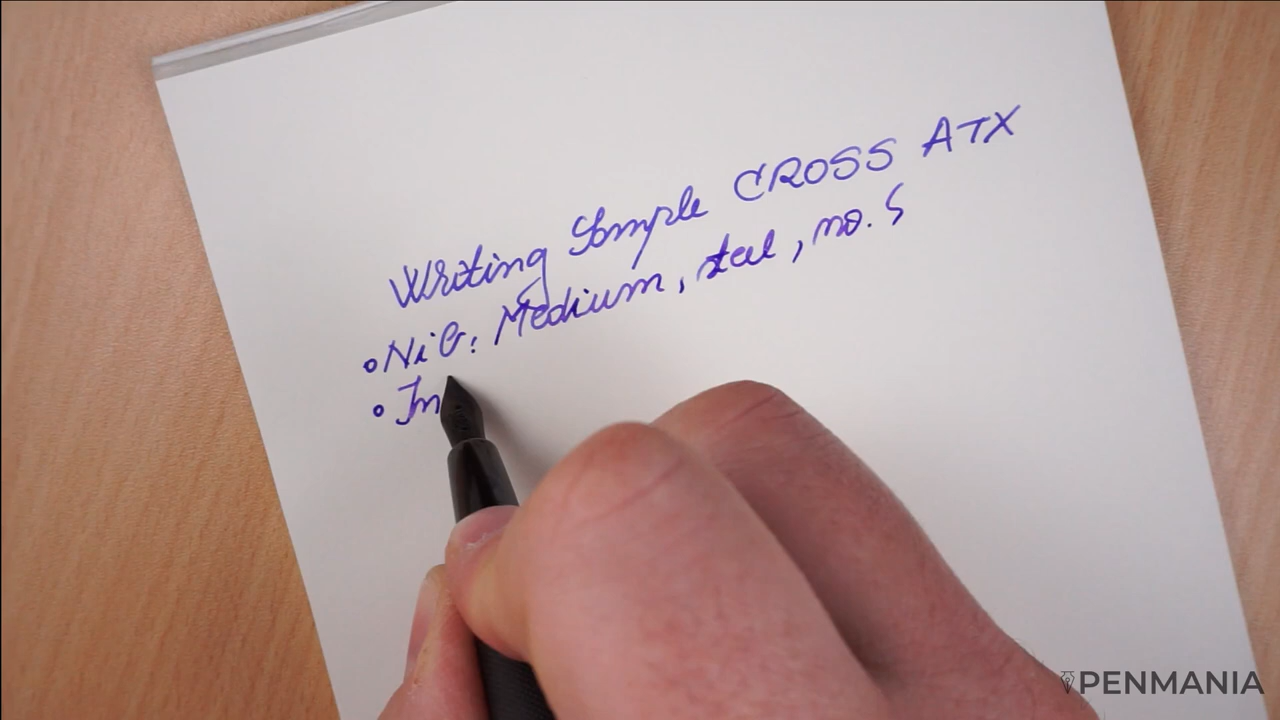 Writing Sample CROSS ATX
• Nib: Medium, steel, no. 5
• In
PENMANIA